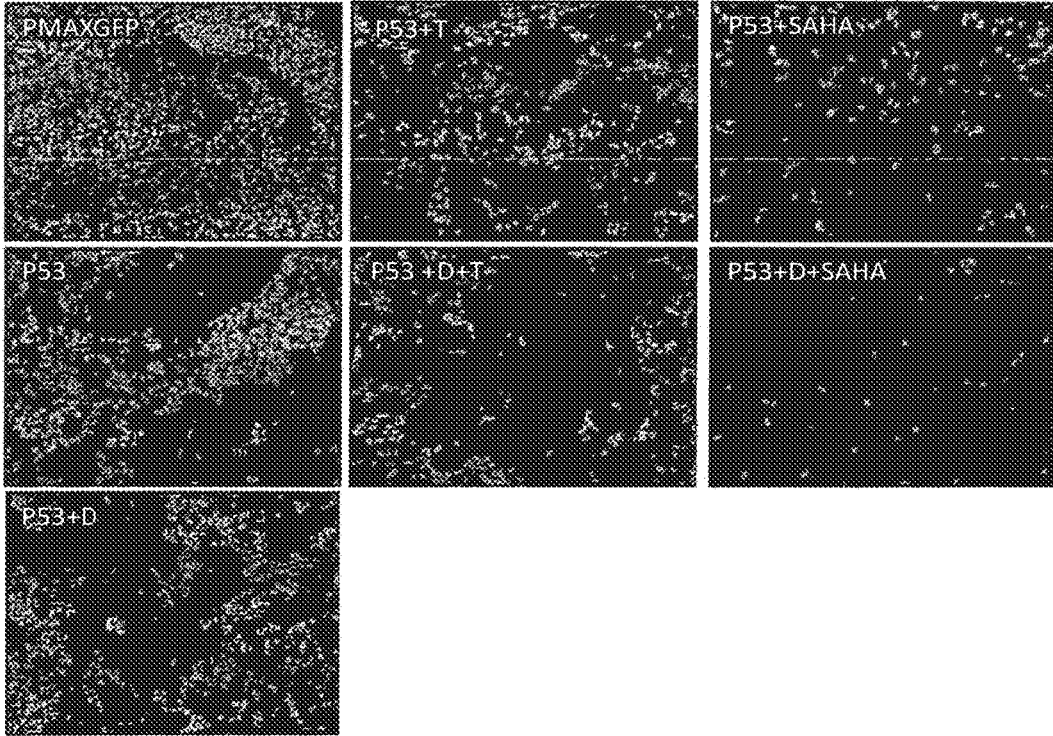 PMAXGFP
P53+T
P53+SAHA
P53
P53 +D+T
P53+D+SAHA
P53+D